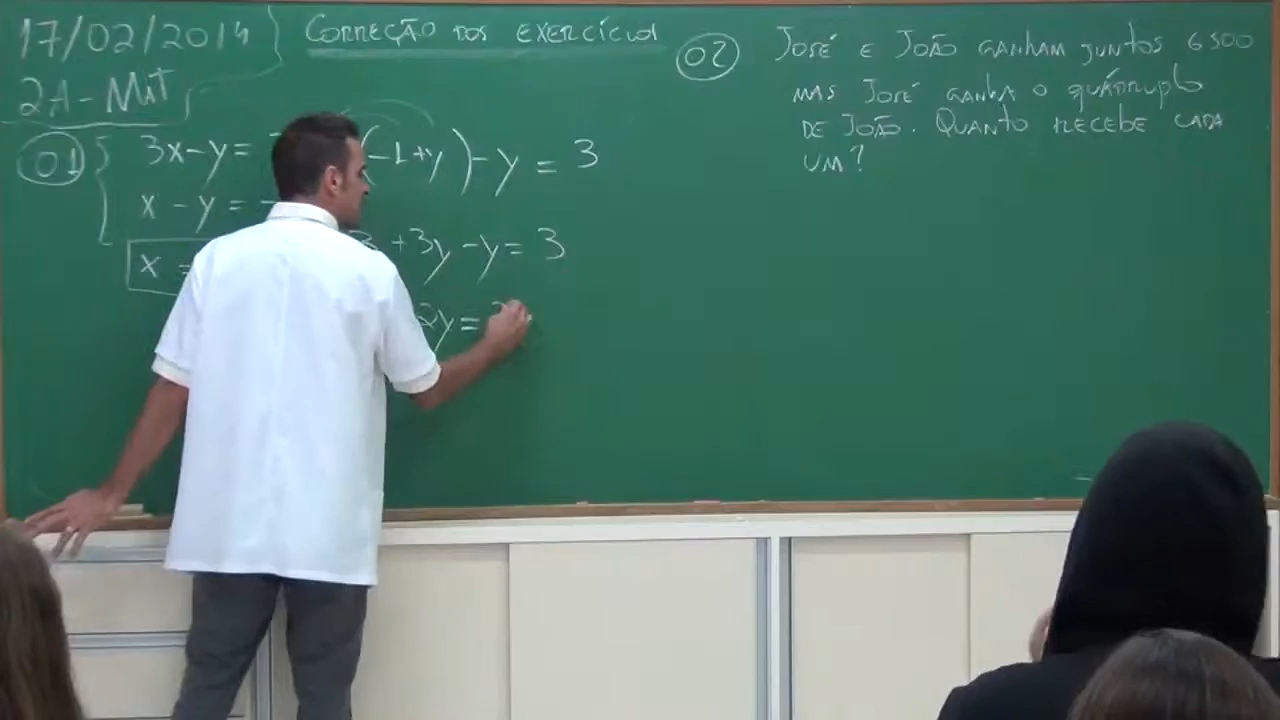 17/02/2014
2A - MAT
CORREÇÃO DOS EXERCÍCIOS
01
3x-y=
x - y = -
x =
(-1+y)-y = 3
3 +3y -y = 3
2y =
02
JOSÉ E JOÃO GANHAM JUNTOS 6500
MAS JOSÉ GANHA O QUÁDRUPLO
DE JOÃO. QUANTO RECEBE CADA
UM?